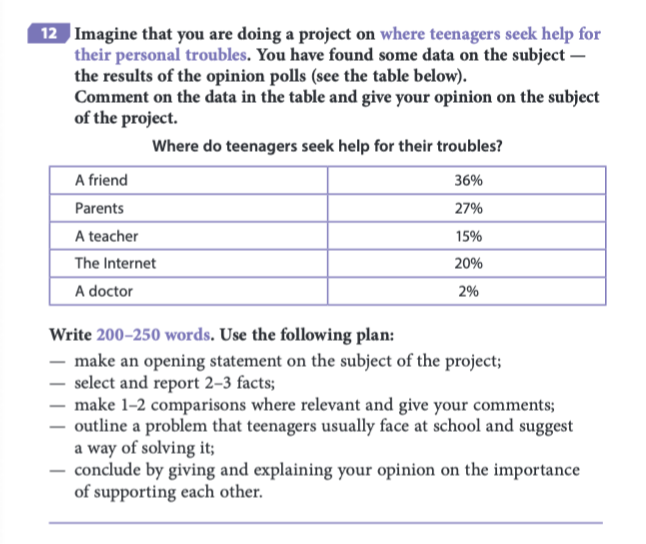 12 Imagine that you are doing a project on where teenagers seek help for
their personal troubles. You have found some data on the subject —
the results of the opinion polls (see the table below).
Comment on the data in the table and give your opinion on the subject
of the project.
Where do teenagers seek help for their troubles?
A friend 36%
Parents 27%
A teacher 15%
The Internet 20%
A doctor 2%
Write 200–250 words. Use the following plan:
— make an opening statement on the subject of the project;
— select and report 2–3 facts;
— make 1–2 comparisons where relevant and give your comments;
— outline a problem that teenagers usually face at school and suggest
a way of solving it;
— conclude by giving and explaining your opinion on the importance
of supporting each other.